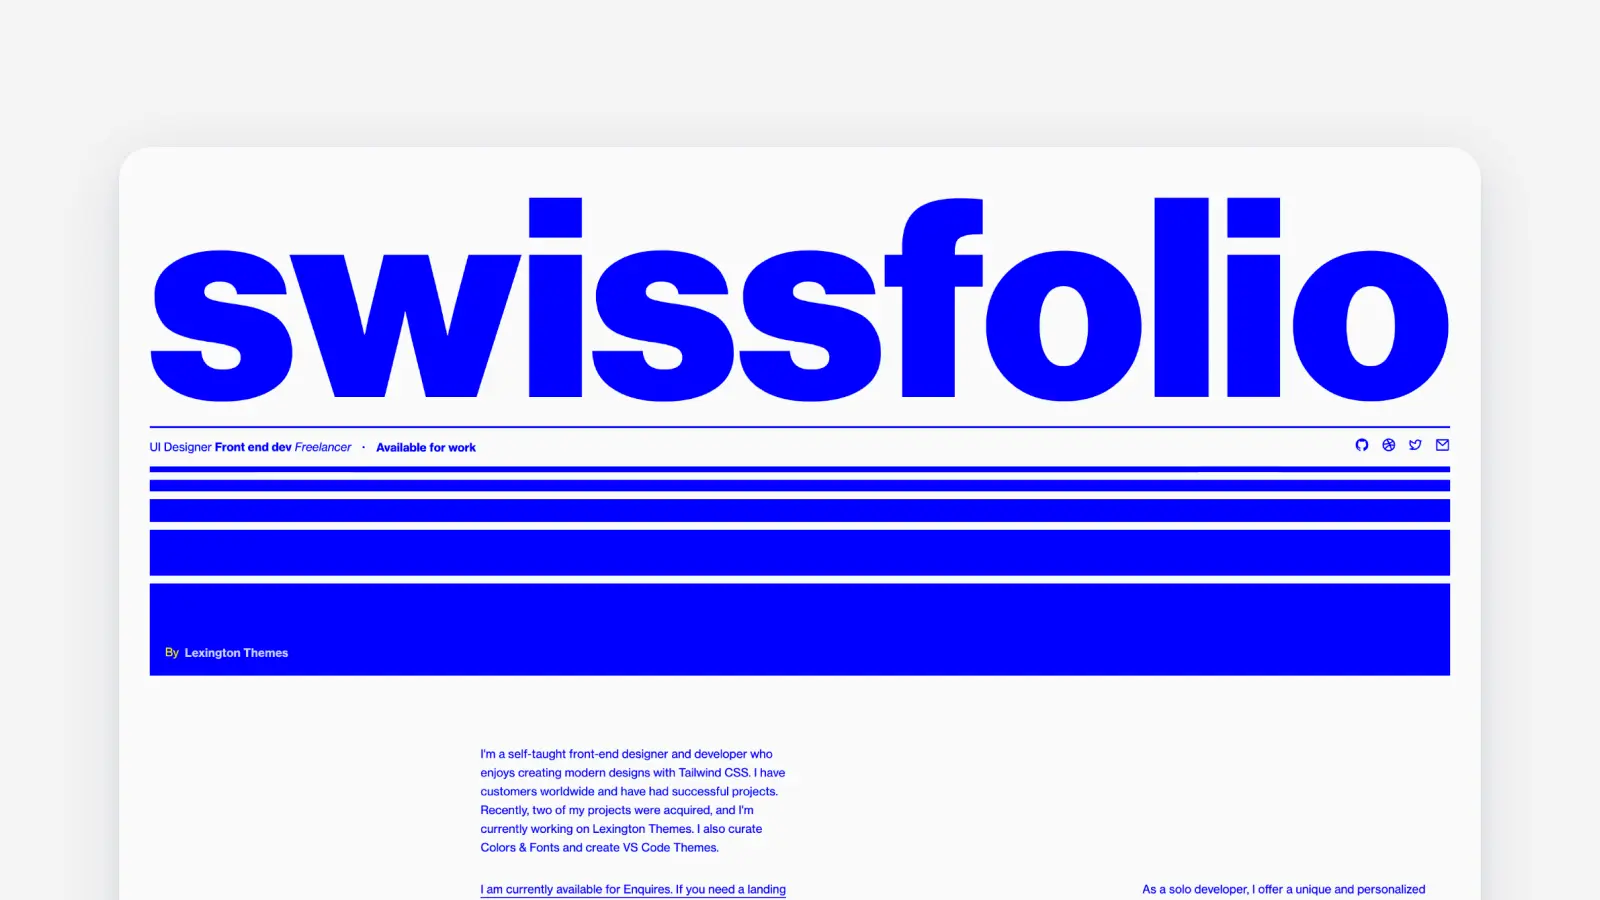 swissfolio
UI Designer Front end dev Freelancer · Available for work
By Lexington Themes
I'm a self-taught front-end designer and developer who
enjoys creating modern designs with Tailwind CSS. I have
customers worldwide and have had successful projects.
Recently, two of my projects were acquired, and I'm
currently working on Lexington Themes. I also curate
Colors & Fonts and create VS Code Themes.
I am currently available for Enquires. If you need a landing
As a solo developer, I offer a unique and personalized